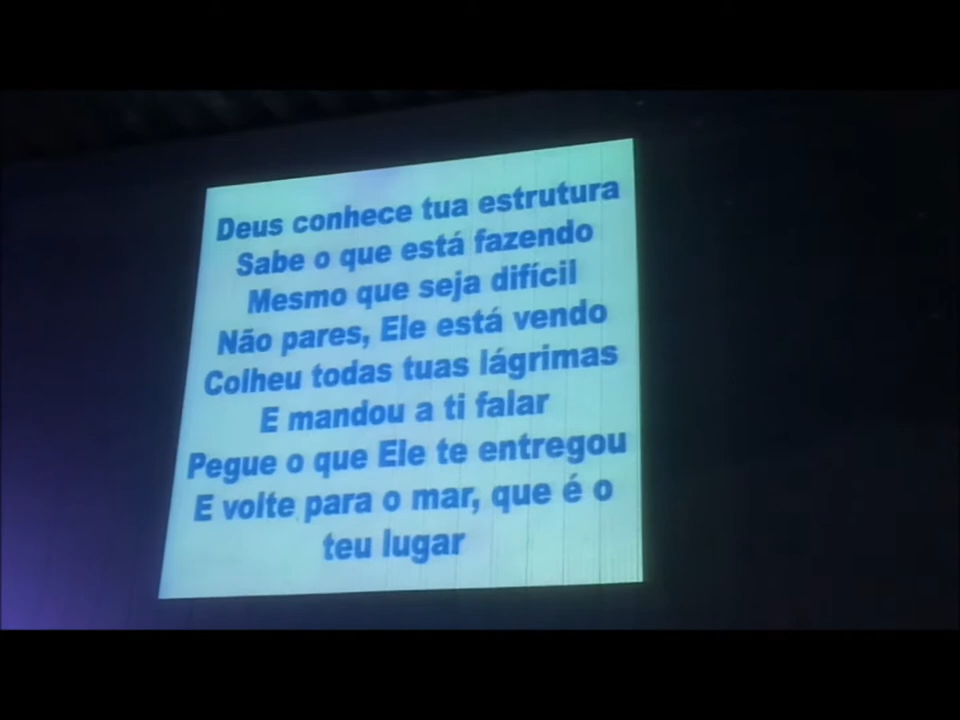 Deus conhece tua estrutura
Sabe o que está fazendo
Mesmo que seja difícil
Não pares, Ele está vendo
Colheu todas tuas lágrimas
E mandou a ti falar
Pegue o que Ele te entregou
E volte para o mar, que é o
teu lugar